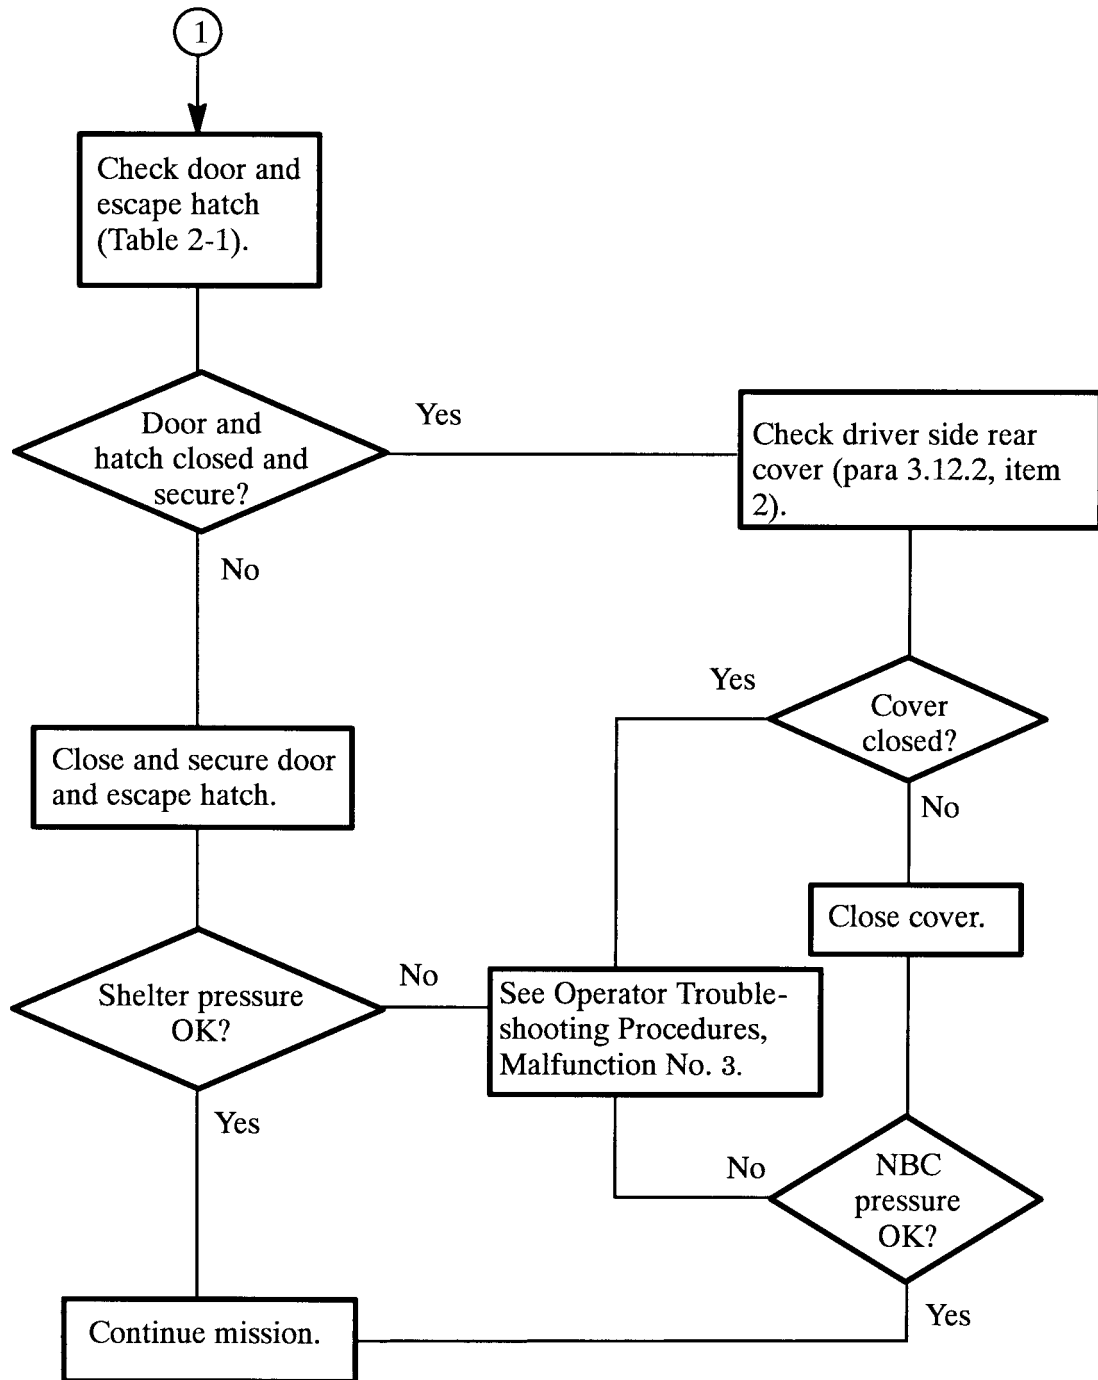 1
Check door and
escape hatch
(Table 2-1).
Door and
hatch closed and
secure?
Yes
Check driver side rear
cover (para 3.12.2, item
2).
No
Yes
Cover
closed?
Close and secure door
and escape hatch.
No
Close cover.
Shelter pressure
OK?
No
See Operator Trouble-
shooting Procedures,
Malfunction No. 3.
Yes
No
NBC
pressure
OK?
Yes
Continue mission.